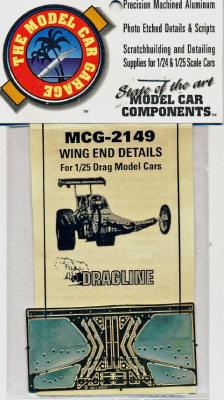 THE MODEL CAR GARAGE
Precision Machined Aluminum
Photo Etched Details & Scripts
Scratchbuilding and Detailing
Supplies for 1/24 & 1/25 Scale Cars
State of the art
MODEL CAR
COMPONENTS™
MCG-2149
WING END DETAILS
For 1/25 Drag Model Cars
DRAGLINE